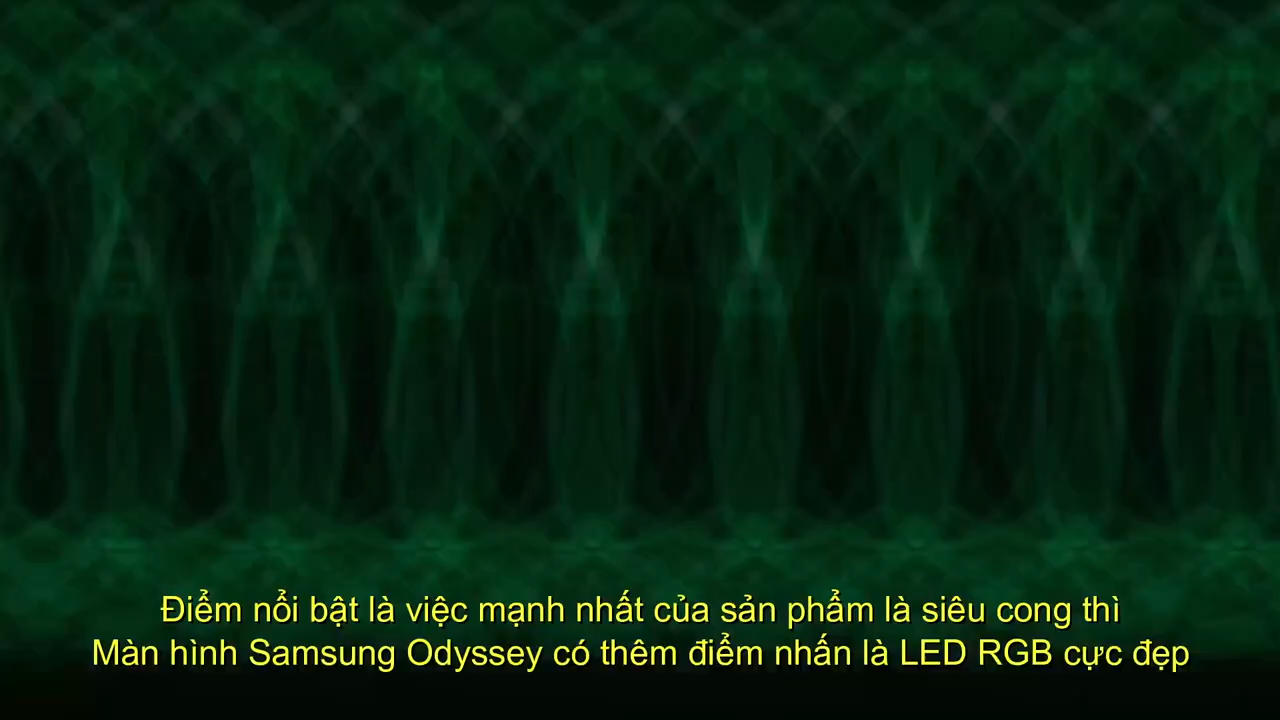 Điểm nổi bật là việc mạnh nhất của sản phẩm là siêu cong thì
Màn hình Samsung Odyssey có thêm điểm nhấn là LED RGB cực đẹp